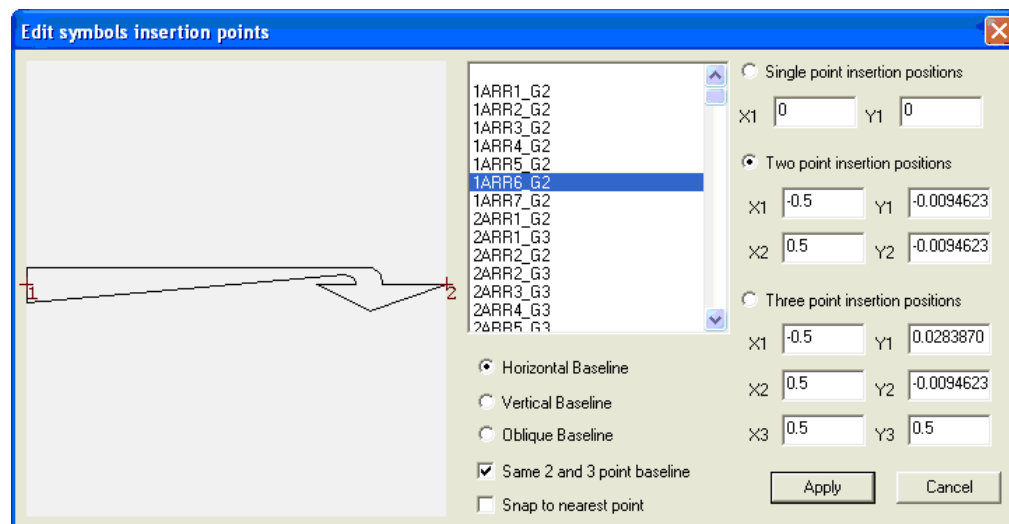 Edit symbols insertion points
1
2
1ARR1_G2
1ARR2_G2
1ARR3_G2
1ARR4_G2
1ARR5_G2
1ARR6_G2
1ARR7_G2
2ARR1_G2
2ARR1_G3
2ARR2_G2
2ARR2_G3
2ARR3_G3
2ARR4_G3
2ARR5_G3
Horizontal Baseline
Vertical Baseline
Oblique Baseline
Same 2 and 3 point baseline
Snap to nearest point
Single point insertion positions
X1 0 Y1 0
Two point insertion positions
X1 -0.5 Y1 -0.0094623
X2 0.5 Y2 -0.0094623
Three point insertion positions
X1 -0.5 Y1 0.0283870
X2 0.5 Y2 -0.0094623
X3 0.5 Y3 0.5
Apply Cancel